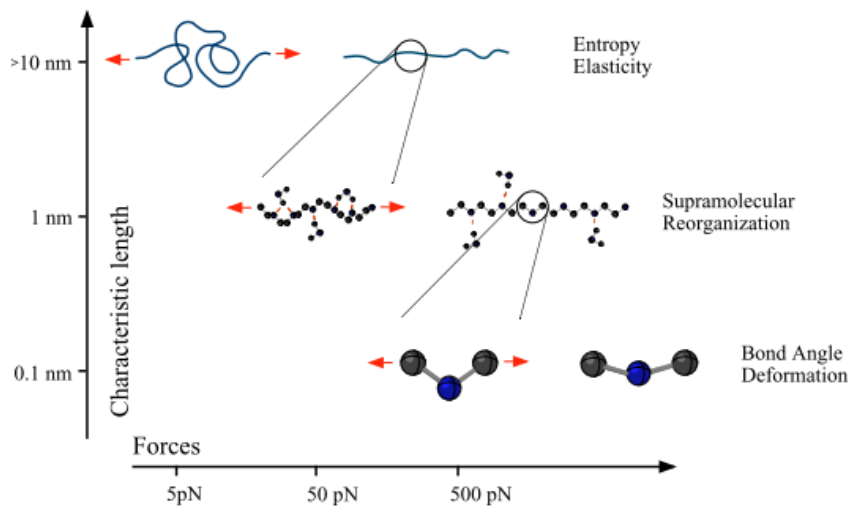 >10 nm
Entropy
Elasticity
1 nm
Supramolecular
Reorganization
0.1 nm
Bond Angle
Deformation
Characteristic length
Forces
5pN
50 pN
500 pN